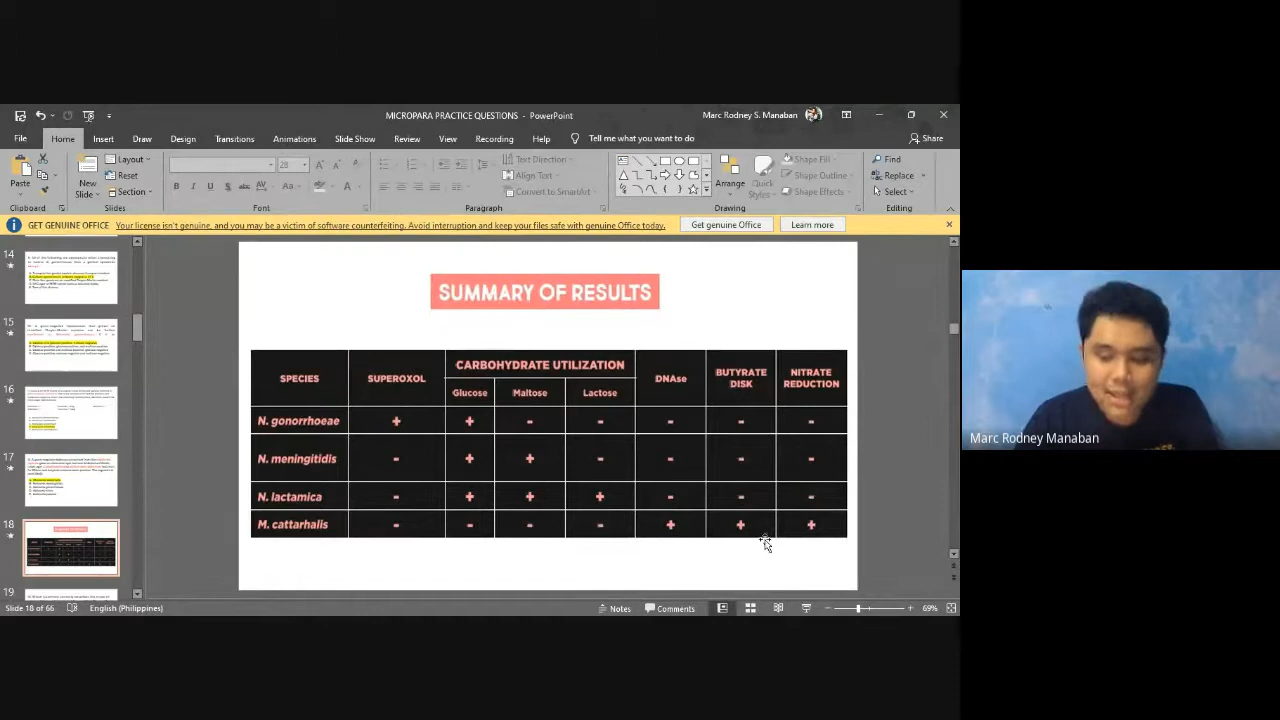 MICROPARA PRACTICE QUESTIONS - PowerPoint
Marc Rodney S. Manaban
File Home Insert Draw Design Transitions Animations Slide Show Review View Recording Help Tell me what you want to do Share
Paste
Clipboard
New Slide
Layout
Reset
Section
Slides
28
Font
Text Direction
Align Text
Convert to SmartArt
Paragraph
Arrange
Quick Styles
Shape Fill
Shape Outline
Shape Effects
Drawing
Find
Replace
Select
Editing
GET GENUINE OFFICE Your license isn't genuine, and you may be a victim of software counterfeiting. Avoid interruption and keep your files safe with genuine Office today. Get genuine Office Learn more
14
15
16
17
18
19
SUMMARY OF RESULTS
SPECIES SUPEROXOL CARBOHYDRATE UTILIZATION DNAse BUTYRATE DISK NITRATE REDUCTION
Glucose Maltose Lactose
N. gonorrhoeae + + - - - - -
N. meningitidis - + + - - - -
N. lactamica - + + + - - -
M. cattarhalis - - - - + + +
Marc Rodney Manaban
Slide 18 of 66 English (Philippines) Notes Comments 69%